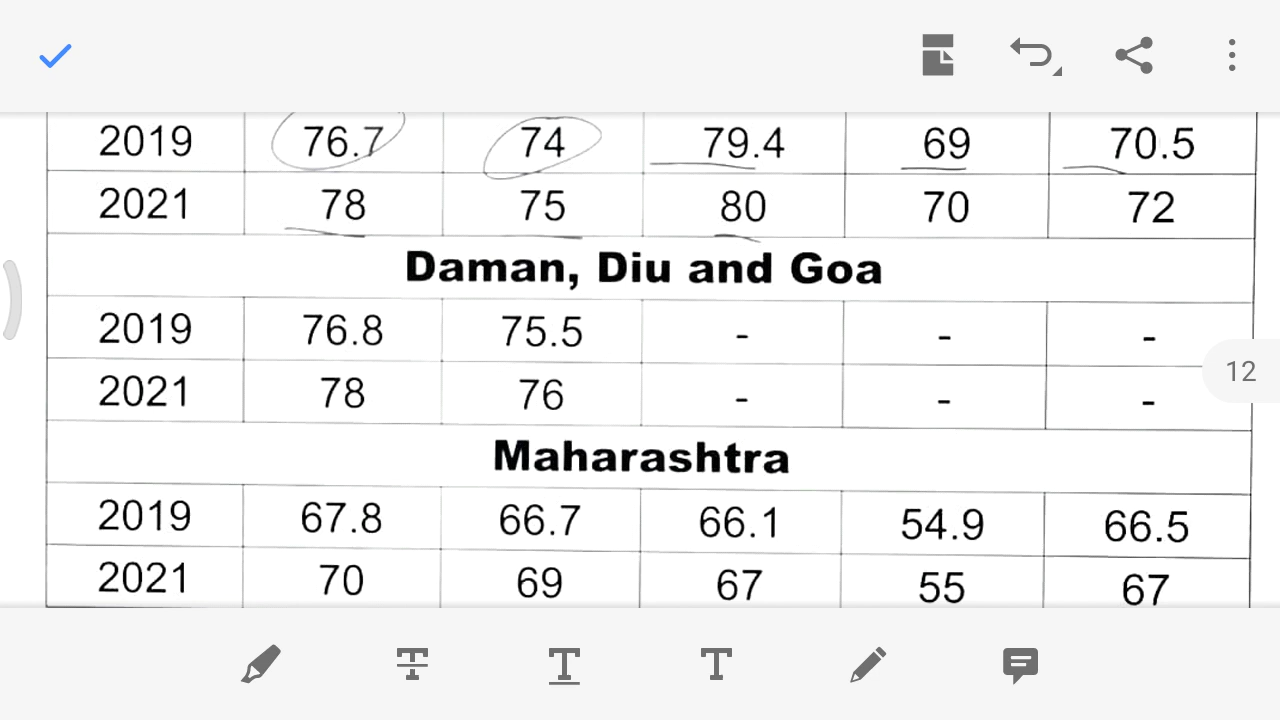 2019 76.7 74 79.4 69 70.5
2021 78 75 80 70 72
Daman, Diu and Goa
2019 76.8 75.5 - - -
2021 78 76 - - -
12
Maharashtra
2019 67.8 66.7 66.1 54.9 66.5
2021 70 69 67 55 67
T T T